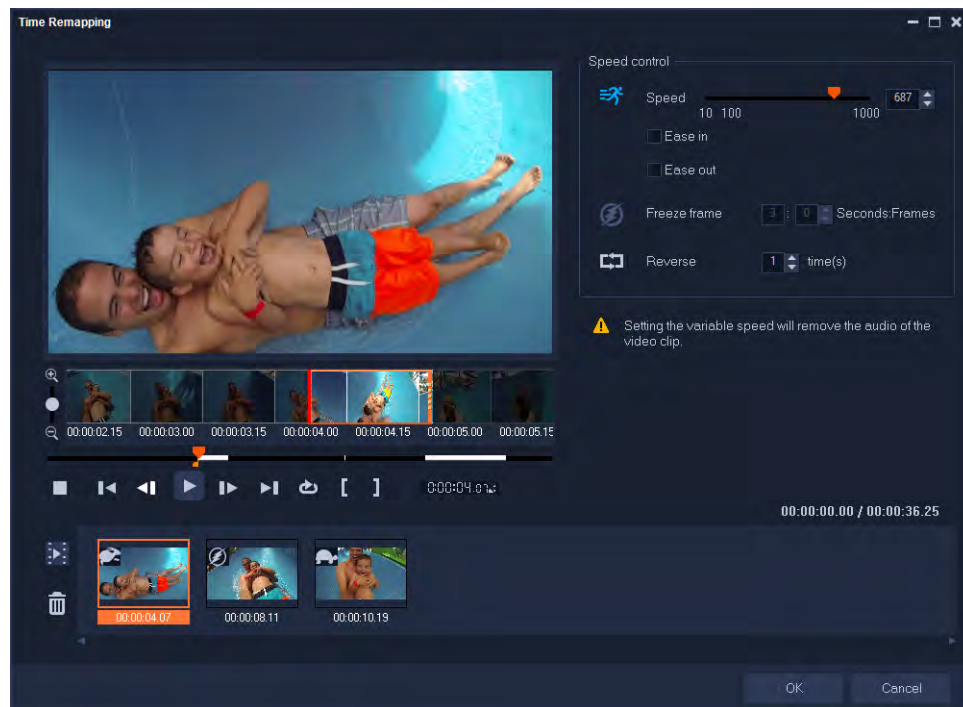 Time Remapping
Speed control
Speed
687
10 100 1000
Ease in
Ease out
Freeze frame 3 : 0 Seconds:Frames
Reverse 1 time(s)
Setting the variable speed will remove the audio of the
video clip.
00:00:02.15 00:00:03.00 00:00:03.15 00:00:04.00 00:00:04.15 00:00:05.00 00:00:05.15
[ ]
00:00:00.00 / 00:00:36.25
00:00:04.07 00:00:08.11 00:00:10.19
OK Cancel